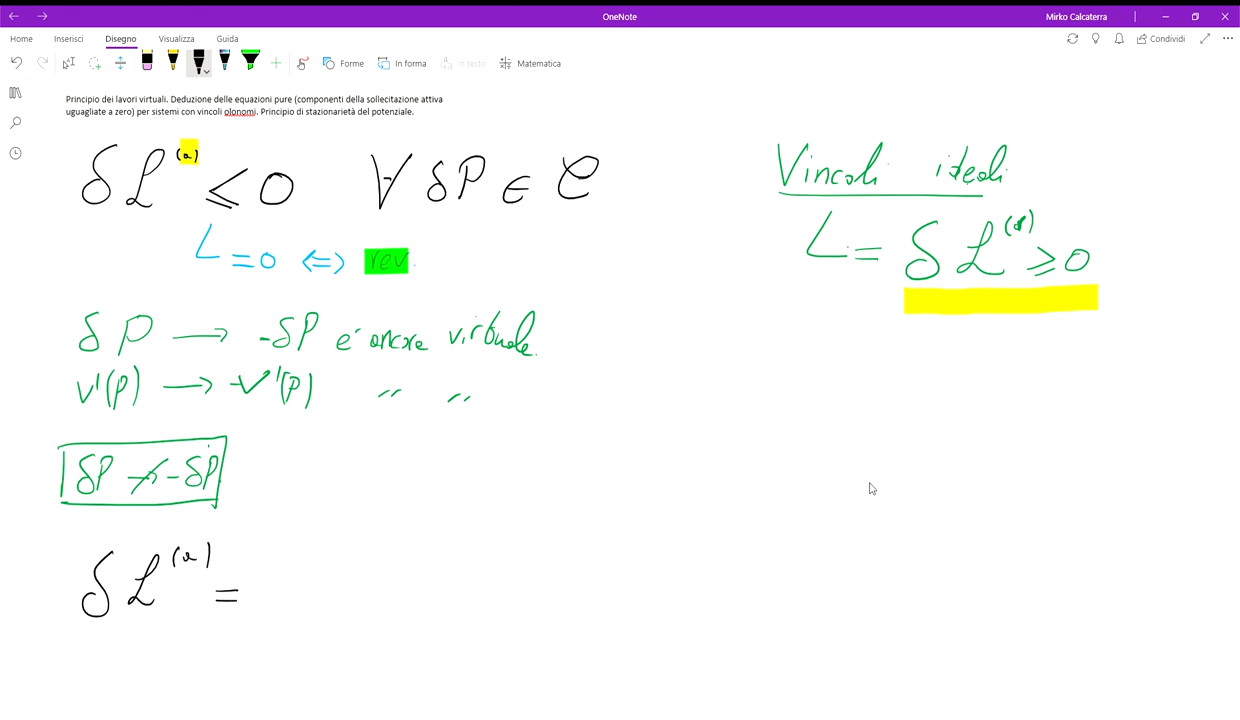 OneNote
Mirko Calcaterra
Home Inserisci Disegno Visualizza Guida
Condividi
Forme In forma In testo Matematica
Principio dei lavori virtuali. Deduzione delle equazioni pure (componenti della sollecitazione attiva
uguagliate a zero) per sistemi con vincoli olonomi. Principio di stazionarietà del potenziale.
δL^(a) ≤ 0 ∀ δP ∈ C
L = 0 ⇔ rev.
δP → -δP e' ancora virtuale.
v'(P) → -v'(P) " "
δP ↛ -δP
δL^(a) =
Vincoli ideali
L = δL^(r) ≥ 0